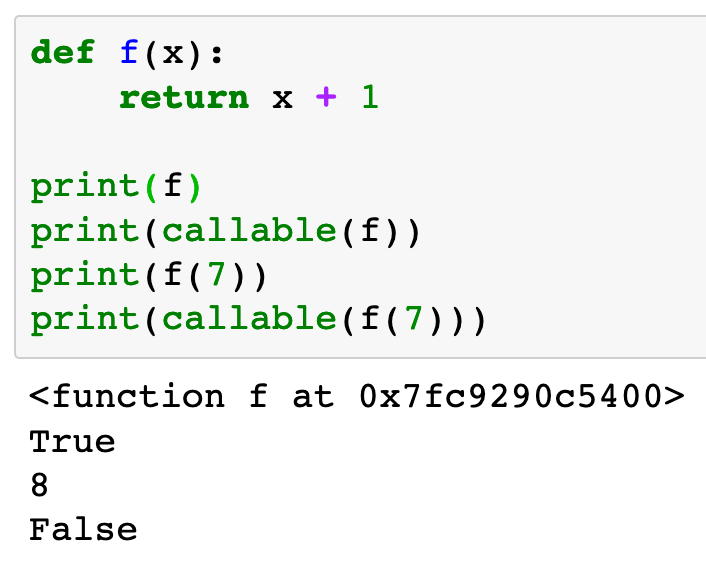 def f(x):
    return x + 1

print(f)
print(callable(f))
print(f(7))
print(callable(f(7)))
<function f at 0x7fc9290c5400>
True
8
False